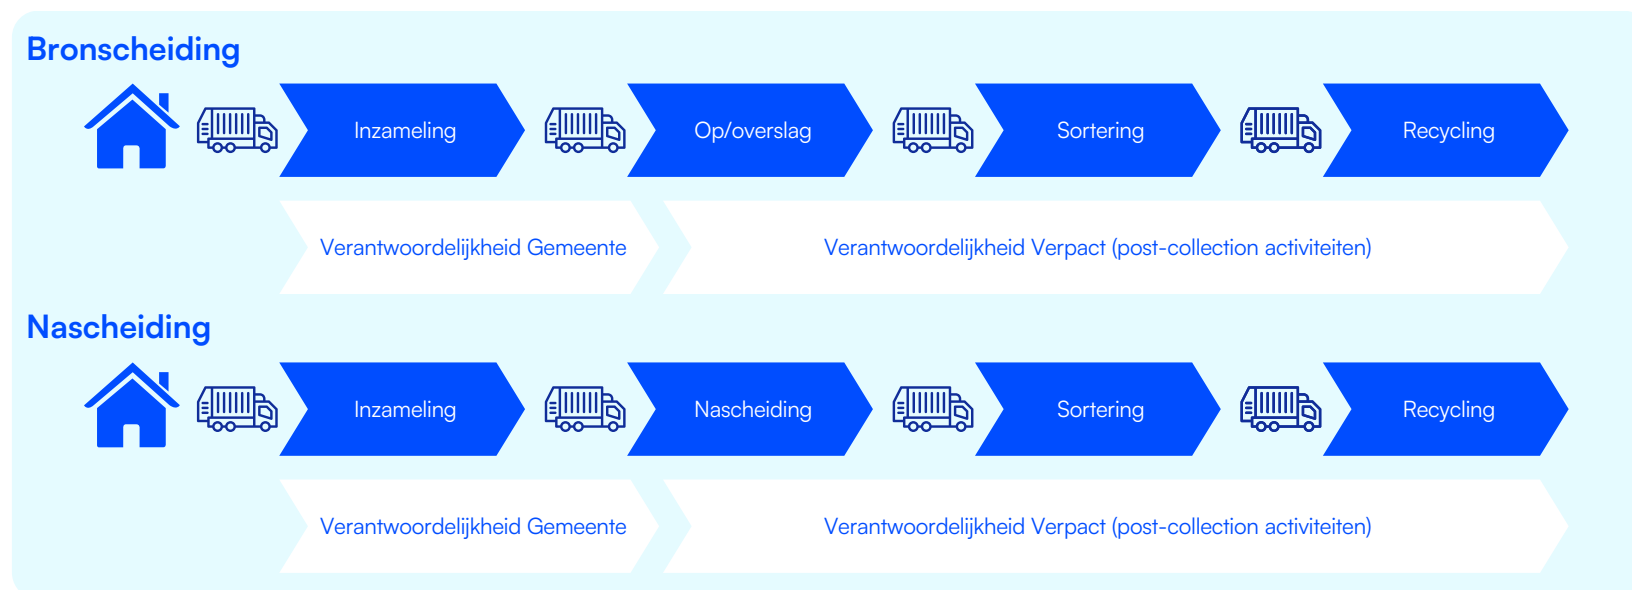 Bronscheiding
Inzameling
Op/overslag
Sortering
Recycling
Verantwoordelijkheid Gemeente
Verantwoordelijkheid Verpact (post-collection activiteiten)
Nascheiding
Inzameling
Nascheiding
Sortering
Recycling
Verantwoordelijkheid Gemeente
Verantwoordelijkheid Verpact (post-collection activiteiten)